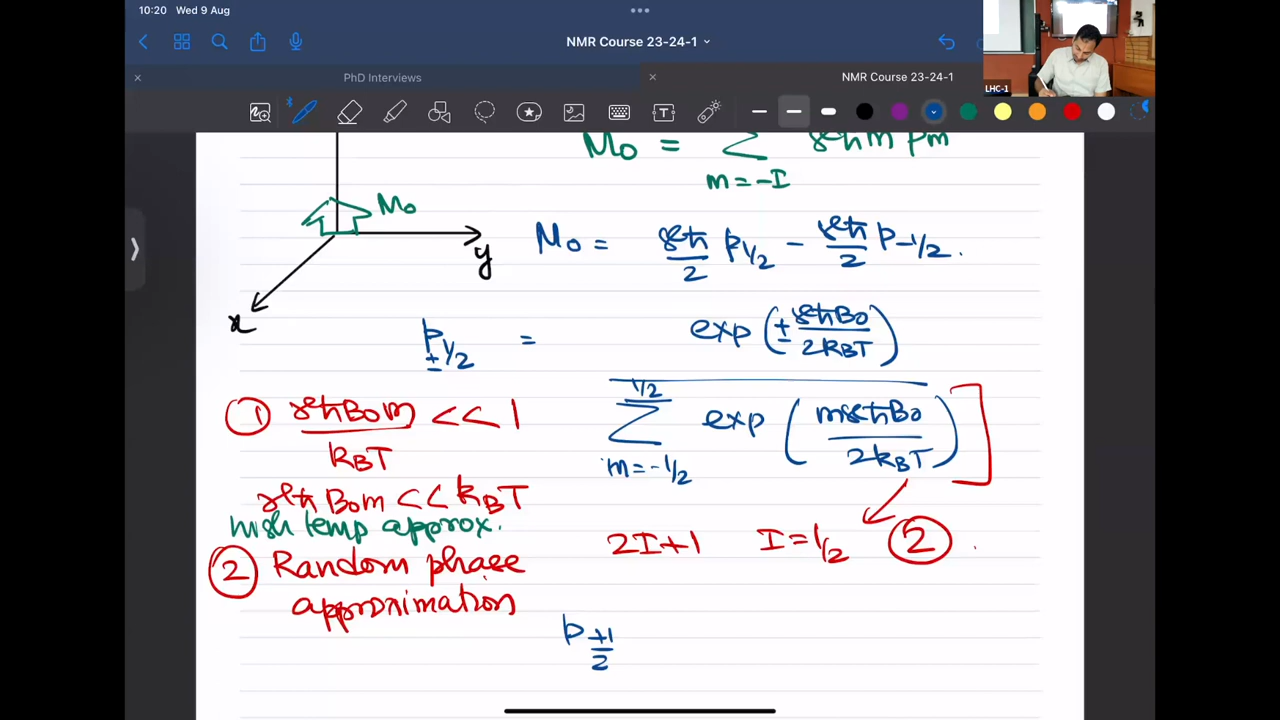 10:20 Wed 9 Aug
NMR Course 23-24-1
PhD Interviews
NMR Course 23-24-1
LHC-1
M₀ = Σ γħm pm
m = -I
M₀
y
x
M₀ = γħ/2 p1/2 - γħ/2 p-1/2.
p±1/2 = exp (± γħB₀/2kBT)
1/2
Σ exp (mγħB₀/2kBT)
m = -1/2
① γħB₀m/kBT << 1
γħB₀m << kBT
high temp approx.
2I+1 I = 1/2 ②
② Random phase
approximation
p+1/2